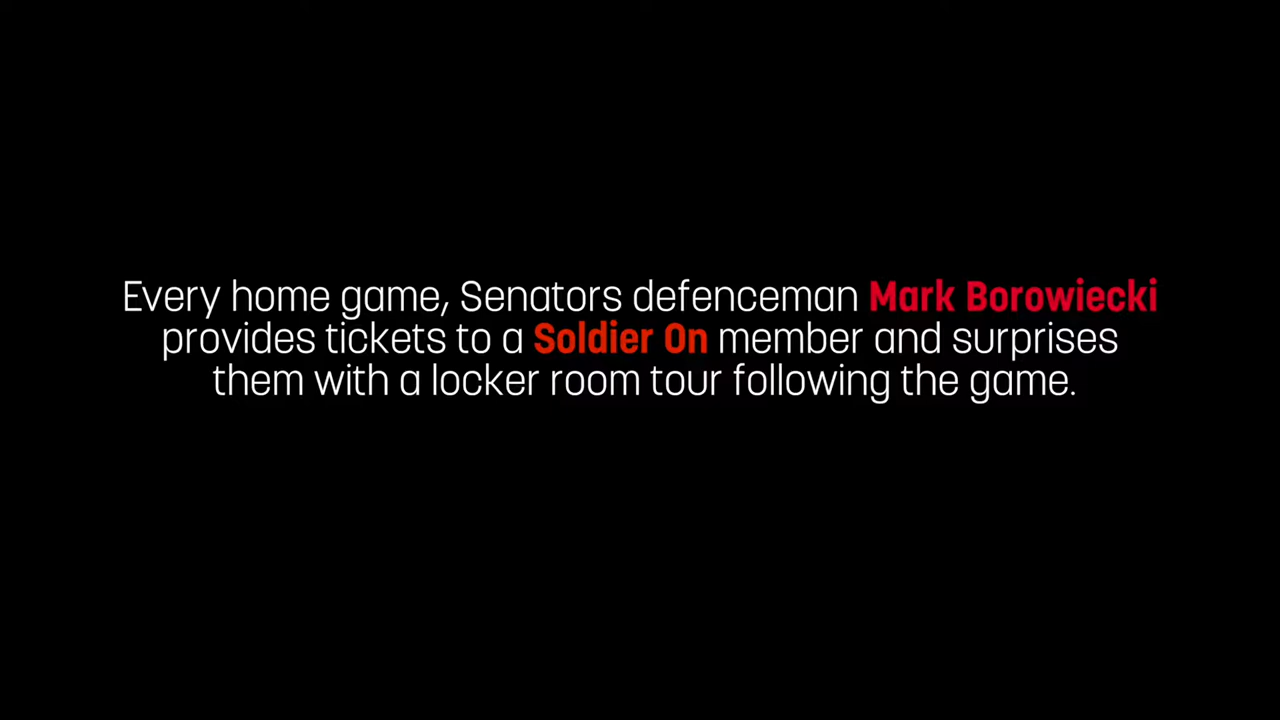 Every home game, Senators defenceman Mark Borowiecki
provides tickets to a Soldier On member and surprises
them with a locker room tour following the game.